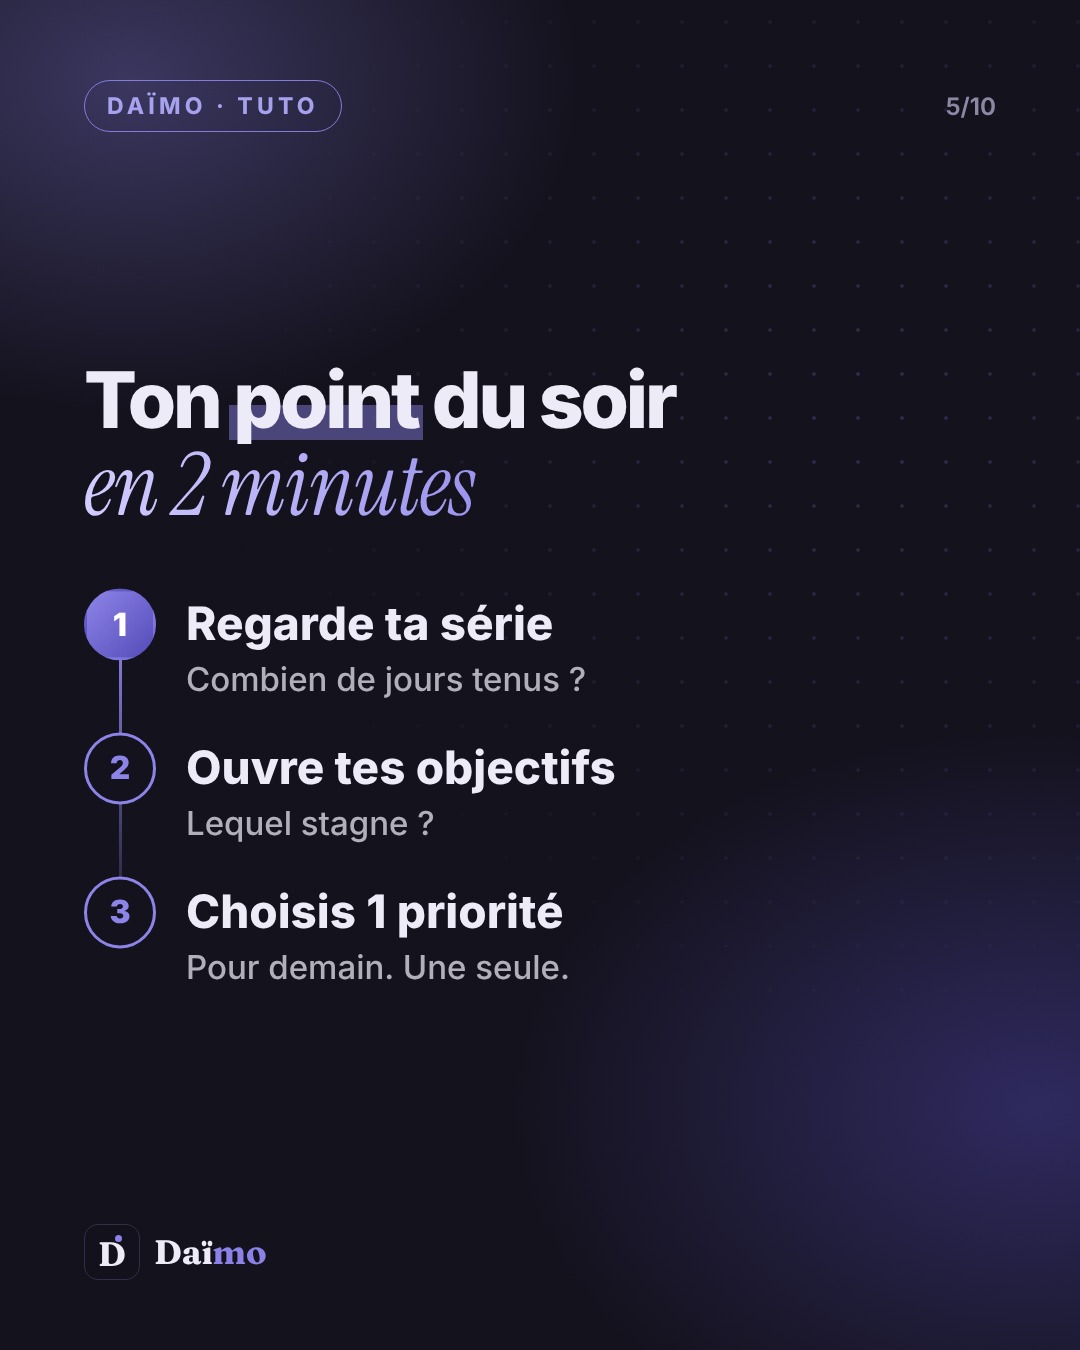 DAÏMO · TUTO
5/10
Ton point du soir
en 2 minutes
1
Regarde ta série
Combien de jours tenus ?
2
Ouvre tes objectifs
Lequel stagne ?
3
Choisis 1 priorité
Pour demain. Une seule.
D Daïmo